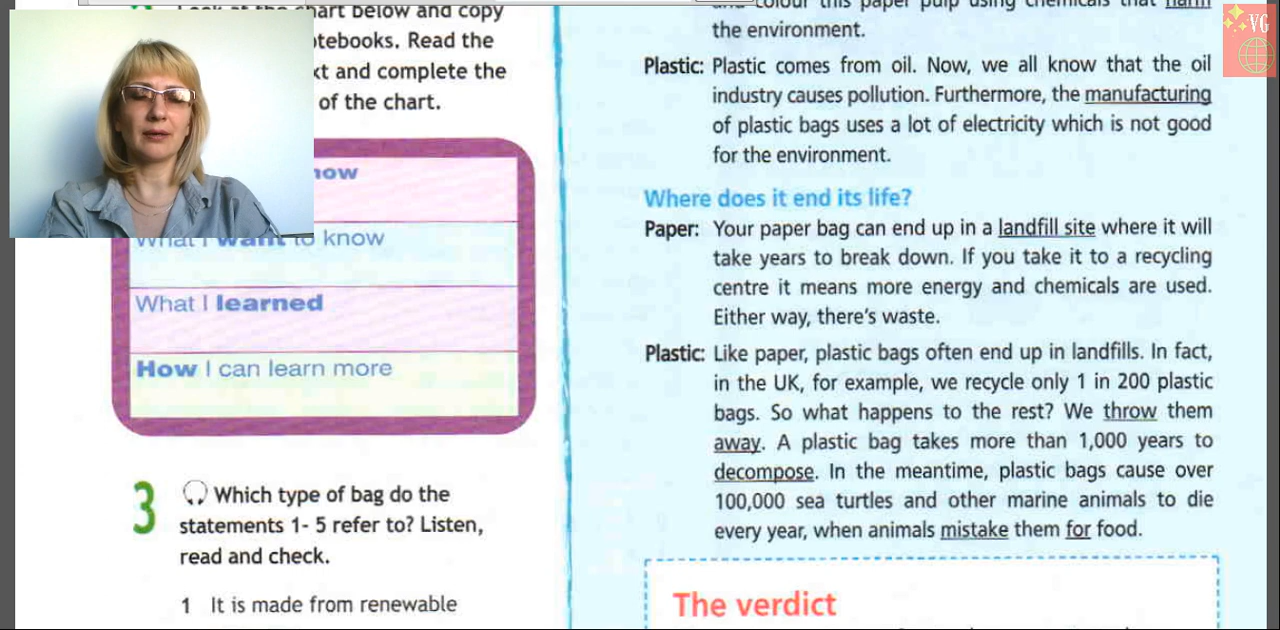 Look at the chart below and copy
notebooks. Read the
and complete the
of the chart.
What I want to know
What I learned
How I can learn more
3 Which type of bag do the
statements 1- 5 refer to? Listen,
read and check.
1 It is made from renewable
and colour this paper pulp using chemicals that harm
the environment.
Plastic: Plastic comes from oil. Now, we all know that the oil
industry causes pollution. Furthermore, the manufacturing
of plastic bags uses a lot of electricity which is not good
for the environment.
Where does it end its life?
Paper: Your paper bag can end up in a landfill site where it will
take years to break down. If you take it to a recycling
centre it means more energy and chemicals are used.
Either way, there's waste.
Plastic: Like paper, plastic bags often end up in landfills. In fact,
in the UK, for example, we recycle only 1 in 200 plastic
bags. So what happens to the rest? We throw them
away. A plastic bag takes more than 1,000 years to
decompose. In the meantime, plastic bags cause over
100,000 sea turtles and other marine animals to die
every year, when animals mistake them for food.
The verdict
VG